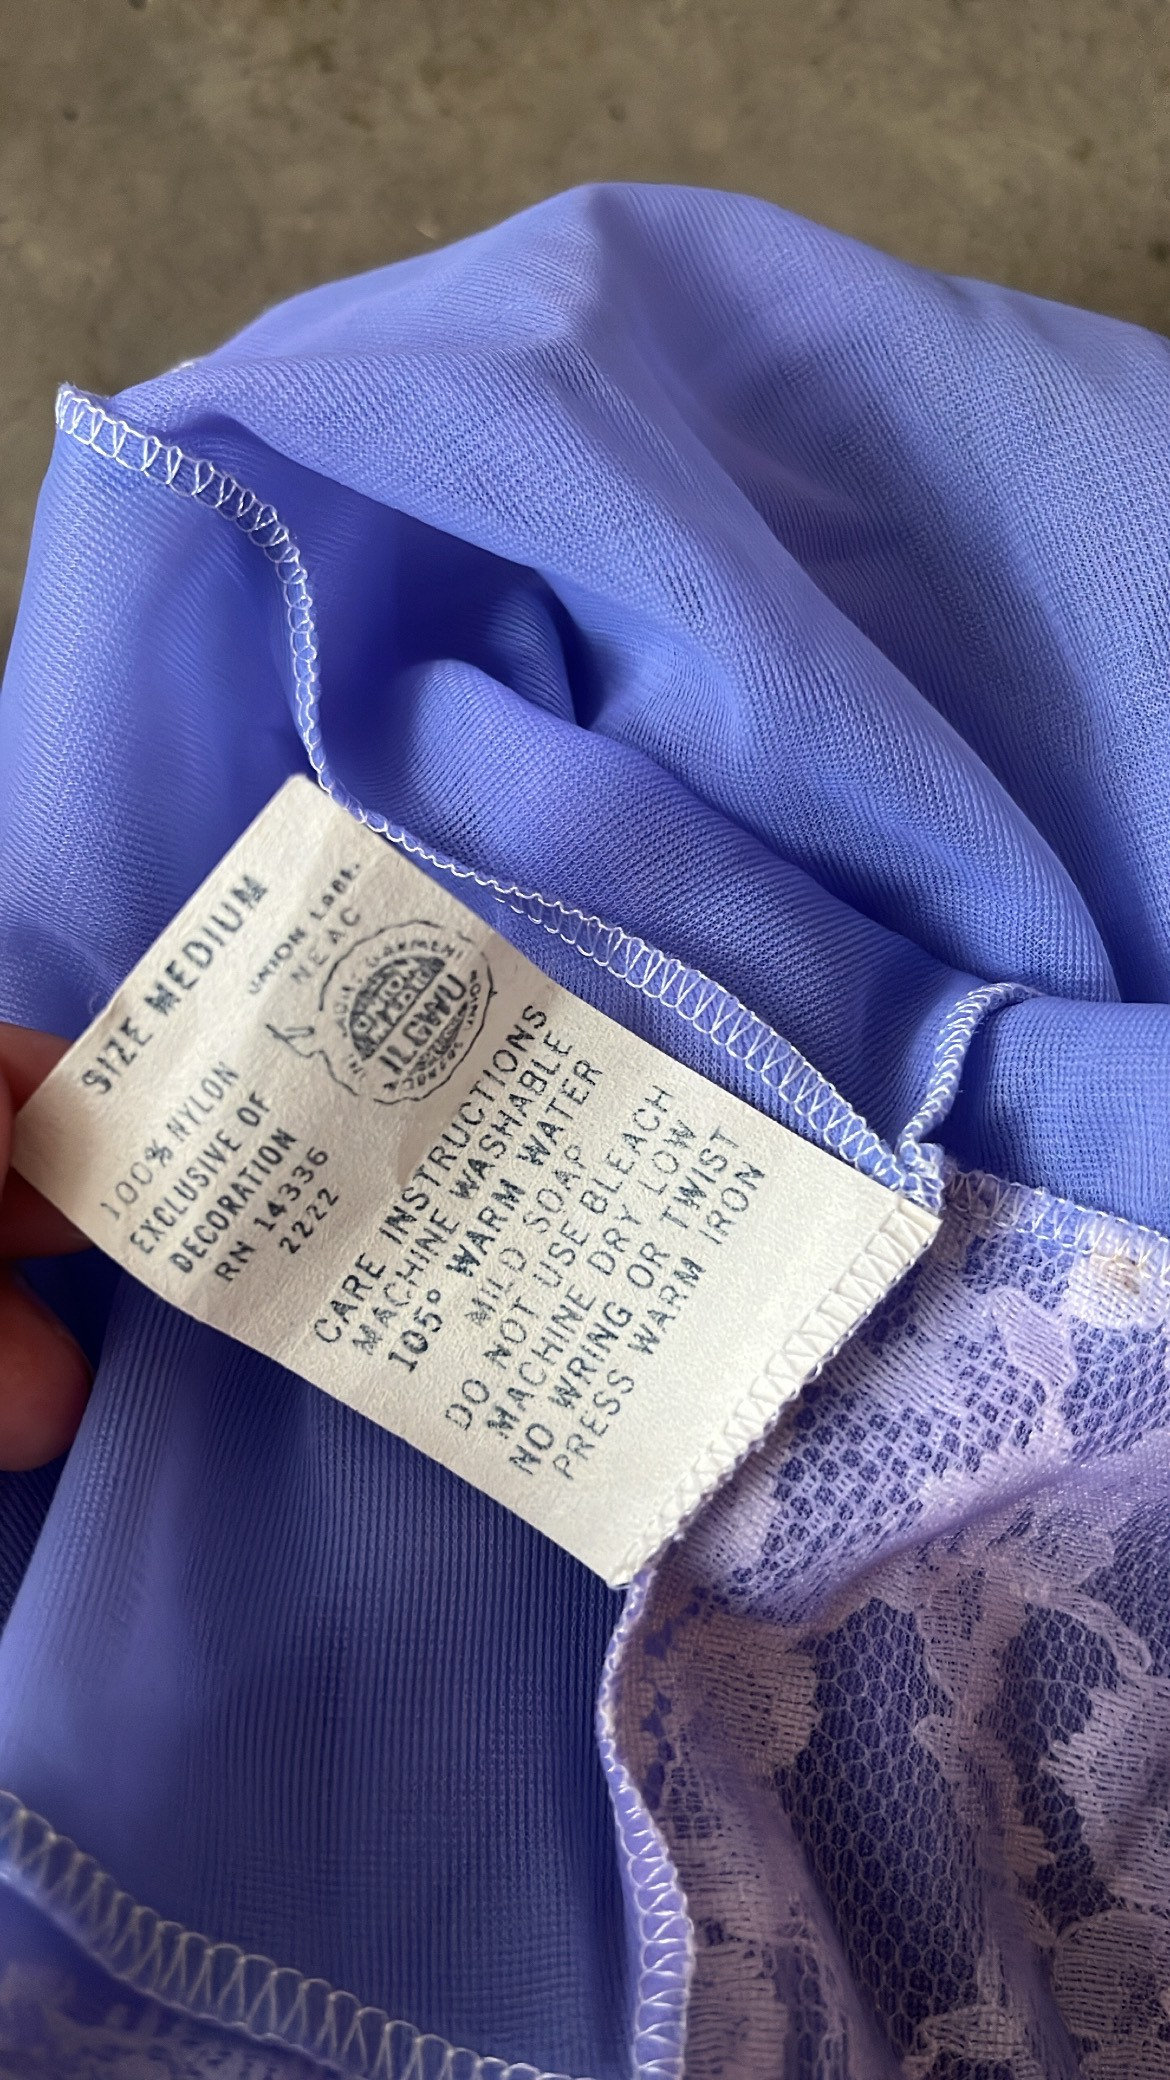 SIZE MEDIUM
UNION LABL.
NEAC
ILGWU
100% NYLON
EXCLUSIVE OF
DECORATION
RN 14336
2222
CARE INSTRUCTIONS
MACHINE WASHABLE
105° WARM WATER
MILD SOAP
DO NOT USE BLEACH
MACHINE DRY LOW
NO WRING OR TWIST
PRESS WARM IRON